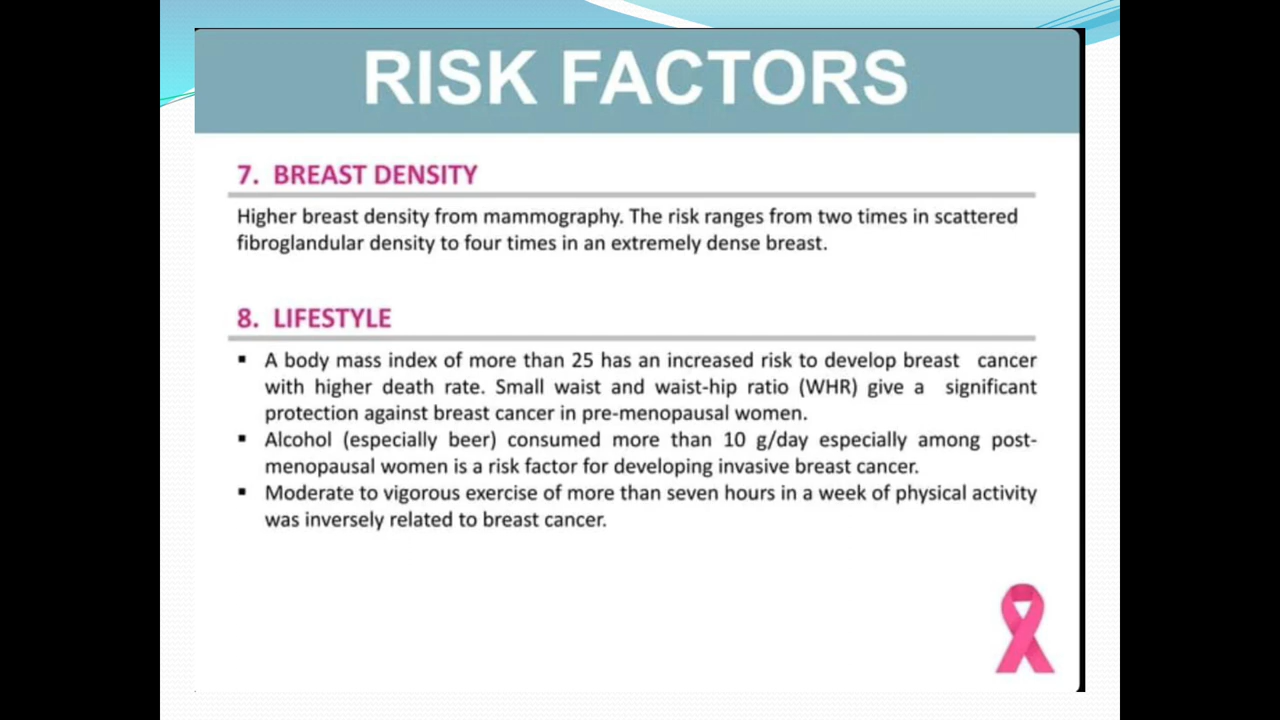 RISK FACTORS
7. BREAST DENSITY
Higher breast density from mammography. The risk ranges from two times in scattered
fibroglandular density to four times in an extremely dense breast.
8. LIFESTYLE
▪ A body mass index of more than 25 has an increased risk to develop breast cancer
with higher death rate. Small waist and waist-hip ratio (WHR) give a significant
protection against breast cancer in pre-menopausal women.
▪ Alcohol (especially beer) consumed more than 10 g/day especially among post-
menopausal women is a risk factor for developing invasive breast cancer.
▪ Moderate to vigorous exercise of more than seven hours in a week of physical activity
was inversely related to breast cancer.